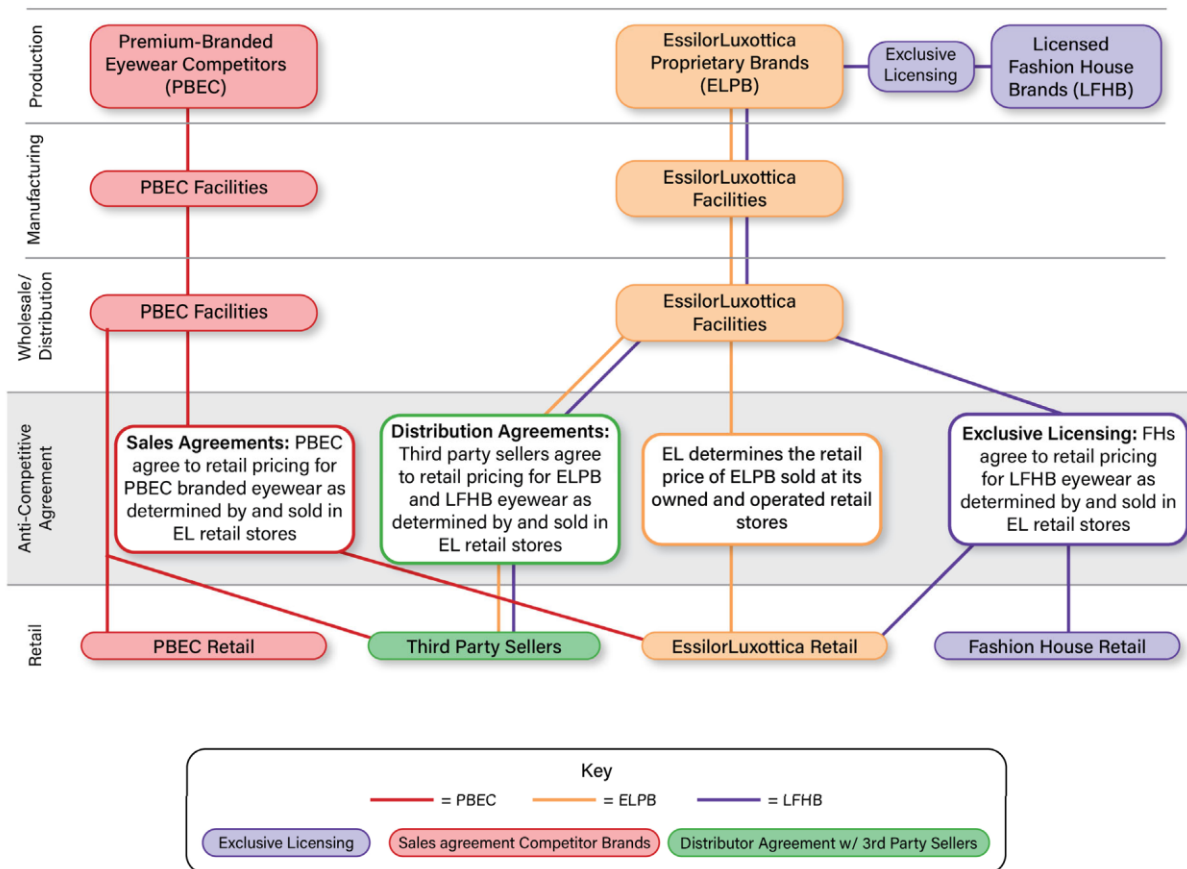 Production
Premium-Branded
Eyewear Competitors
(PBEC)
EssilorLuxottica
Proprietary Brands
(ELPB)
Exclusive
Licensing
Licensed
Fashion House
Brands (LFHB)
Manufacturing
PBEC Facilities
EssilorLuxottica
Facilities
Wholesale/
Distribution
PBEC Facilities
EssilorLuxottica
Facilities
Anti-Competitive
Agreement
Sales Agreements: PBEC
agree to retail pricing for
PBEC branded eyewear as
determined by and sold in
EL retail stores
Distribution Agreements:
Third party sellers agree
to retail pricing for ELPB
and LFHB eyewear as
determined by and sold in
EL retail stores
EL determines the retail
price of ELPB sold at its
owned and operated retail
stores
Exclusive Licensing: FHs
agree to retail pricing
for LFHB eyewear as
determined by and sold in
EL retail stores
Retail
PBEC Retail
Third Party Sellers
EssilorLuxottica Retail
Fashion House Retail
Key
= PBEC
= ELPB
= LFHB
Exclusive Licensing
Sales agreement Competitor Brands
Distributor Agreement w/ 3rd Party Sellers